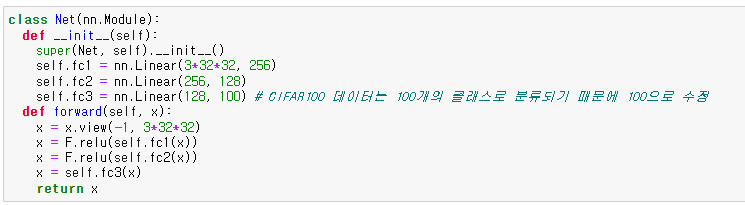 class Net(nn.Module):
  def __init__(self):
    super(Net, self).__init__()
    self.fc1 = nn.Linear(3*32*32, 256)
    self.fc2 = nn.Linear(256, 128)
    self.fc3 = nn.Linear(128, 100) # CIFAR100 데이터는 100개의 클래스로 분류되기 때문에 100으로 수정
  def forward(self, x):
    x = x.view(-1, 3*32*32)
    x = F.relu(self.fc1(x))
    x = F.relu(self.fc2(x))
    x = self.fc3(x)
    return x